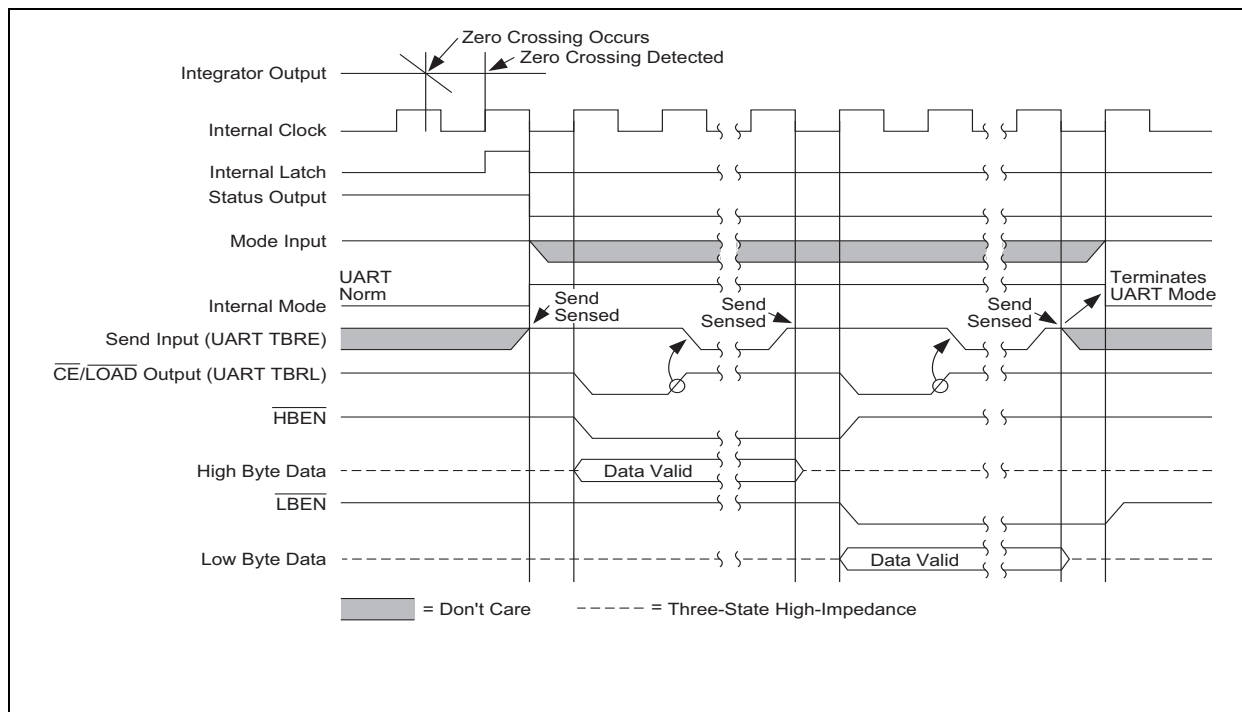 Zero Crossing Occurs
Zero Crossing Detected
Integrator Output
Internal Clock
Internal Latch
Status Output
Mode Input
UART
Norm
Internal Mode
Send
Sensed
Send
Sensed
Send
Sensed
Terminates
UART Mode
Send Input (UART TBRE)
CE/LOAD Output (UART TBRL)
HBEN
High Byte Data
Data Valid
LBEN
Low Byte Data
Data Valid
= Don't Care
= Three-State High-Impedance